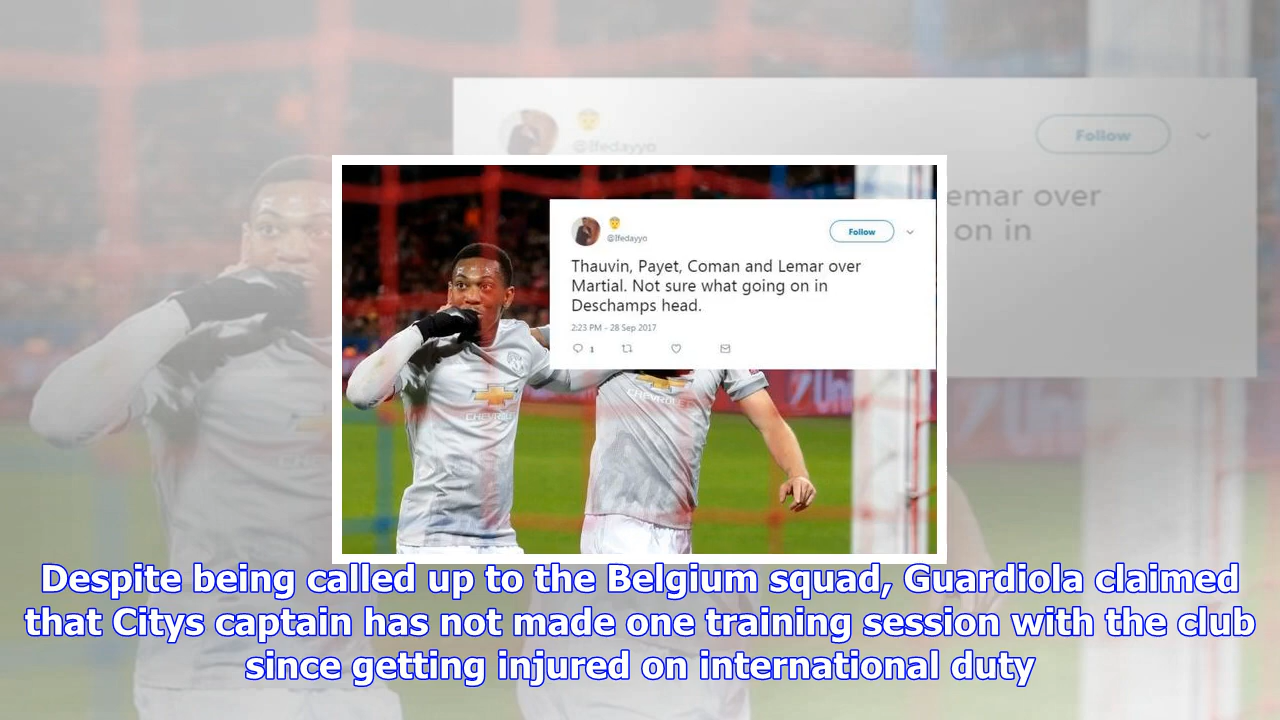 @Ifedayyo
Follow
emar over
on in
@Ifedayyo
Follow
Thauvin, Payet, Coman and Lemar over
Martial. Not sure what going on in
Deschamps head.
2:23 PM - 28 Sep 2017
1
CHEVROLET
CHEVROLET
Despite being called up to the Belgium squad, Guardiola claimed
that Citys captain has not made one training session with the club
since getting injured on international duty